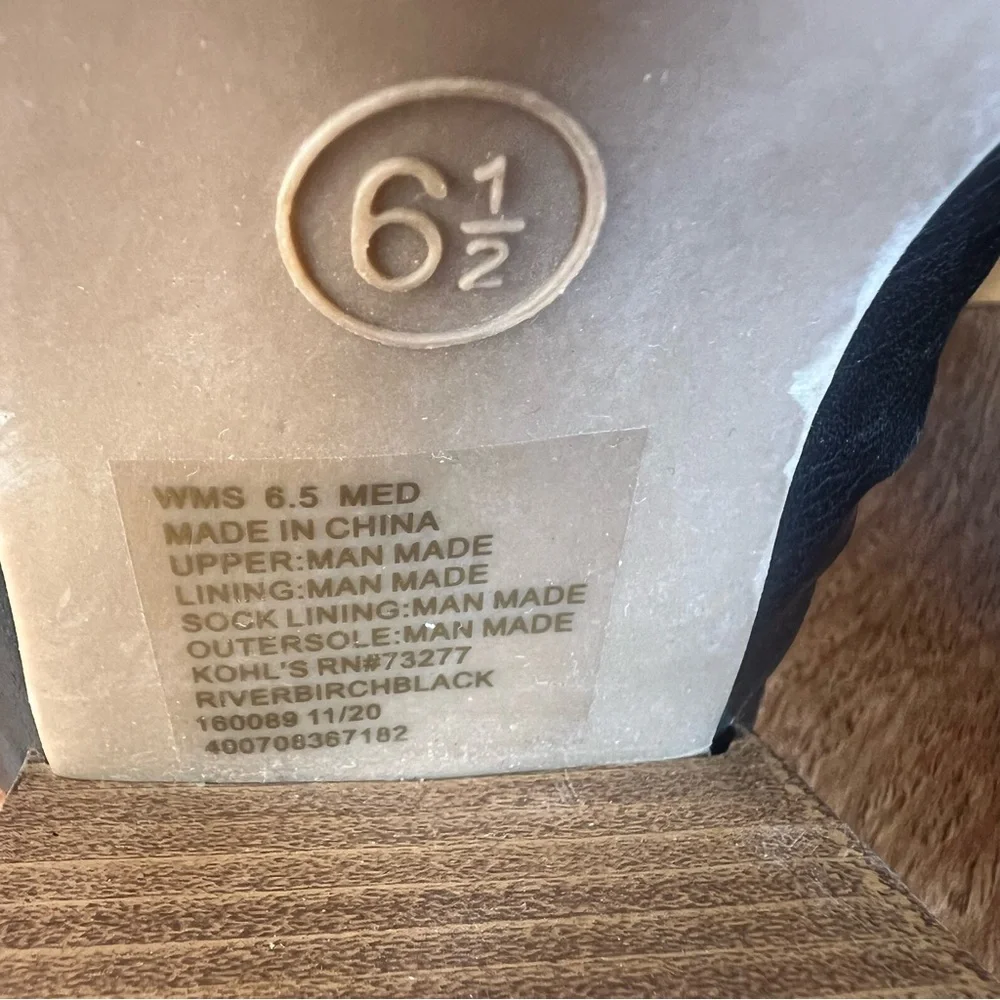 6 1/2
WMS 6.5 MED
MADE IN CHINA
UPPER:MAN MADE
LINING:MAN MADE
SOCK LINING:MAN MADE
OUTERSOLE:MAN MADE
KOHL'S RN#73277
RIVERBIRCHBLACK
160089 11/20
400708367182